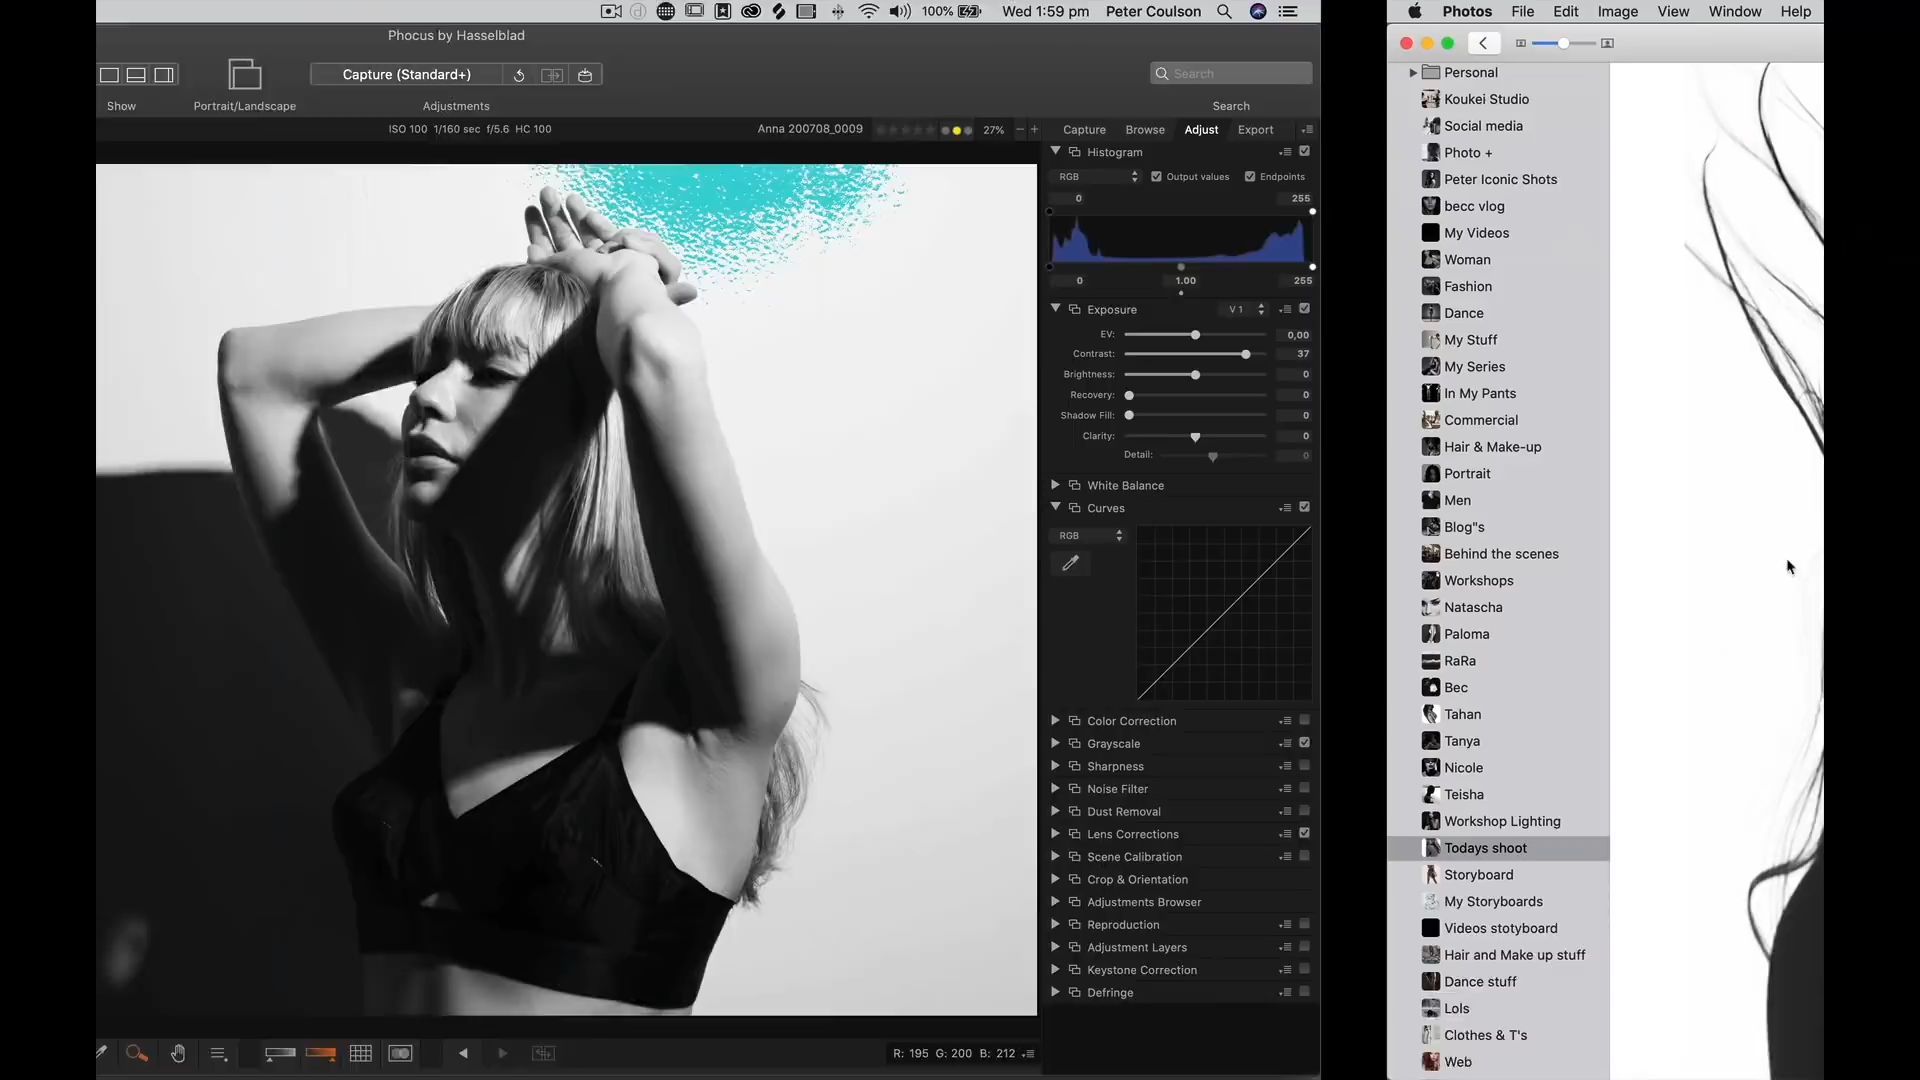 100%
Wed 1:59 pm
Peter Coulson
Phocus by Hasselblad
Capture (Standard+)
Search
Show
Portrait/Landscape
Adjustments
Search
ISO 100 1/160 sec f/5.6 HC 100
Anna 200708_0009
27%
Capture
Browse
Adjust
Export
Histogram
RGB
Output values
Endpoints
0
255
0
1.00
255
Exposure
V 1
EV:
0,00
Contrast:
37
Brightness:
0
Recovery:
0
Shadow Fill:
0
Clarity:
0
Detail:
0
White Balance
Curves
RGB
Color Correction
Grayscale
Sharpness
Noise Filter
Dust Removal
Lens Corrections
Scene Calibration
Crop & Orientation
Adjustments Browser
Reproduction
Adjustment Layers
Keystone Correction
Defringe
R: 195 G: 200 B: 212
Photos
File
Edit
Image
View
Window
Help
Personal
Koukei Studio
Social media
Photo +
Peter Iconic Shots
becc vlog
My Videos
Woman
Fashion
Dance
My Stuff
My Series
In My Pants
Commercial
Hair & Make-up
Portrait
Men
Blog"s
Behind the scenes
Workshops
Natascha
Paloma
RaRa
Bec
Tahan
Tanya
Nicole
Teisha
Workshop Lighting
Todays shoot
Storyboard
My Storyboards
Videos stotyboard
Hair and Make up stuff
Dance stuff
Lols
Clothes & T's
Web